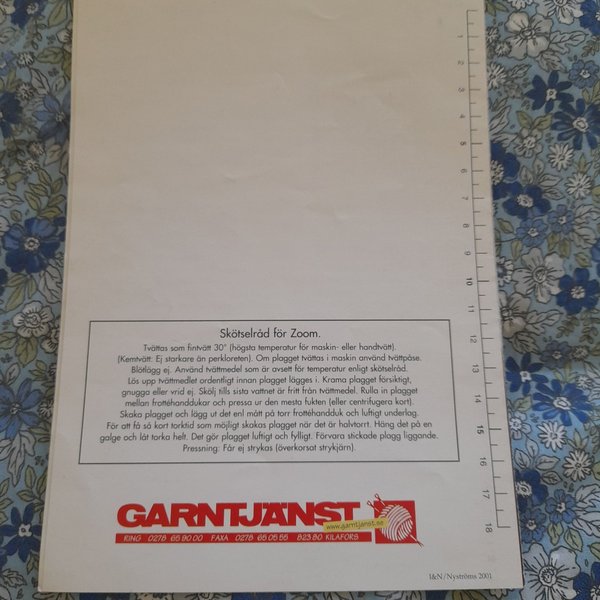 1
2
3
4
5
6
7
8
9
10
11
12
13
14
15
16
17
18
Skötselråd för Zoom.
Tvättas som fintvätt 30° (högsta temperatur för maskin- eller handtvätt).
(Kemtvätt: Ej starkare än perkloreten). Om plagget tvättas i maskin använd tvättpåse.
Blötlägg ej. Använd tvättmedel som är avsett för temperatur enligt skötselråd.
Lös upp tvättmedlet ordentligt innan plagget lägges i. Krama plagget försiktigt,
gnugga eller vrid ej. Skölj tills sista vattnet är fritt från tvättmedel. Rulla in plagget
mellan frottéhanddukar och pressa ur den mesta fukten (eller centrifugera kort).
Skaka plagget och lägg ut det enl mått på torr frottéhandduk och luftigt underlag.
För att få så kort torktid som möjligt skakas plagget när det är halvtorrt. Häng det på en
galge och låt torka helt. Det gör plagget luftigt och fylligt. Förvara stickade plagg liggande.
Pressning: Får ej strykas (överkorsat strykjärn).
GARNTJÄNST
www.garntjanst.se
RING 0278 65 90 00 FAXA 0278 65 05 55 823 80 KILAFORS
I&N/Nyströms 2001